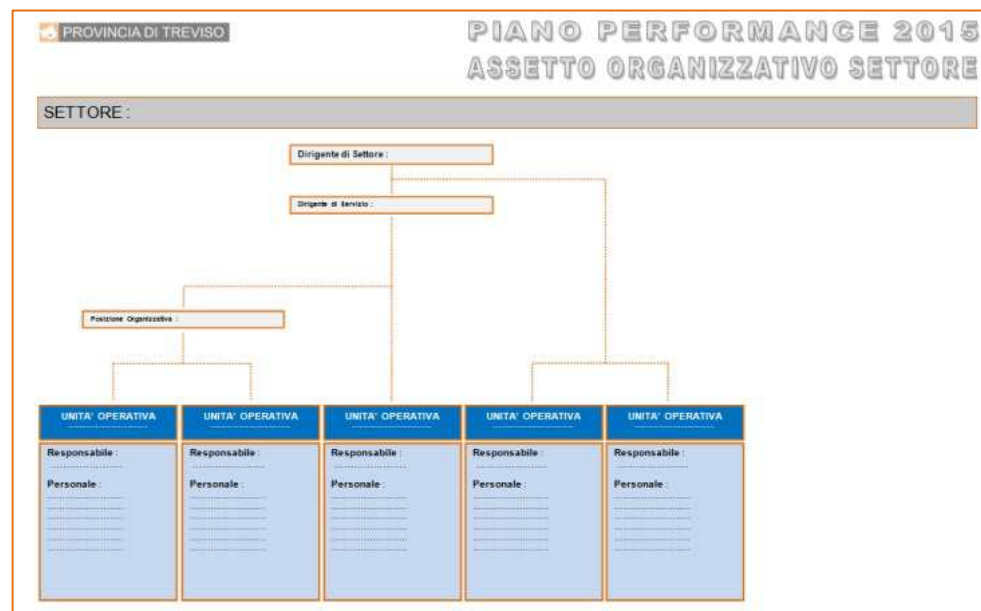 PROVINCIA DI TREVISO
PIANO PERFORMANCE 2015
ASSETTO ORGANIZZATIVO SETTORE
SETTORE :
Dirigente di Settore :
Dirigente di Servizio :
Posizione Organizzativa :
UNITA' OPERATIVA
UNITA' OPERATIVA
UNITA' OPERATIVA
UNITA' OPERATIVA
UNITA' OPERATIVA
Responsabile :
Responsabile :
Responsabile :
Responsabile :
Responsabile :
Personale :
Personale :
Personale :
Personale :
Personale :